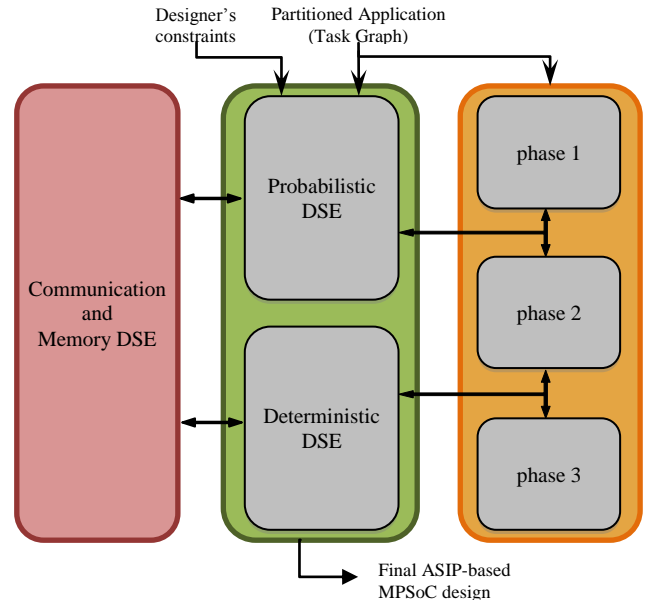 Designer's
constraints
Partitioned Application
(Task Graph)
Communication
and
Memory DSE
Probabilistic
DSE
Deterministic
DSE
phase 1
phase 2
phase 3
Final ASIP-based
MPSoC design